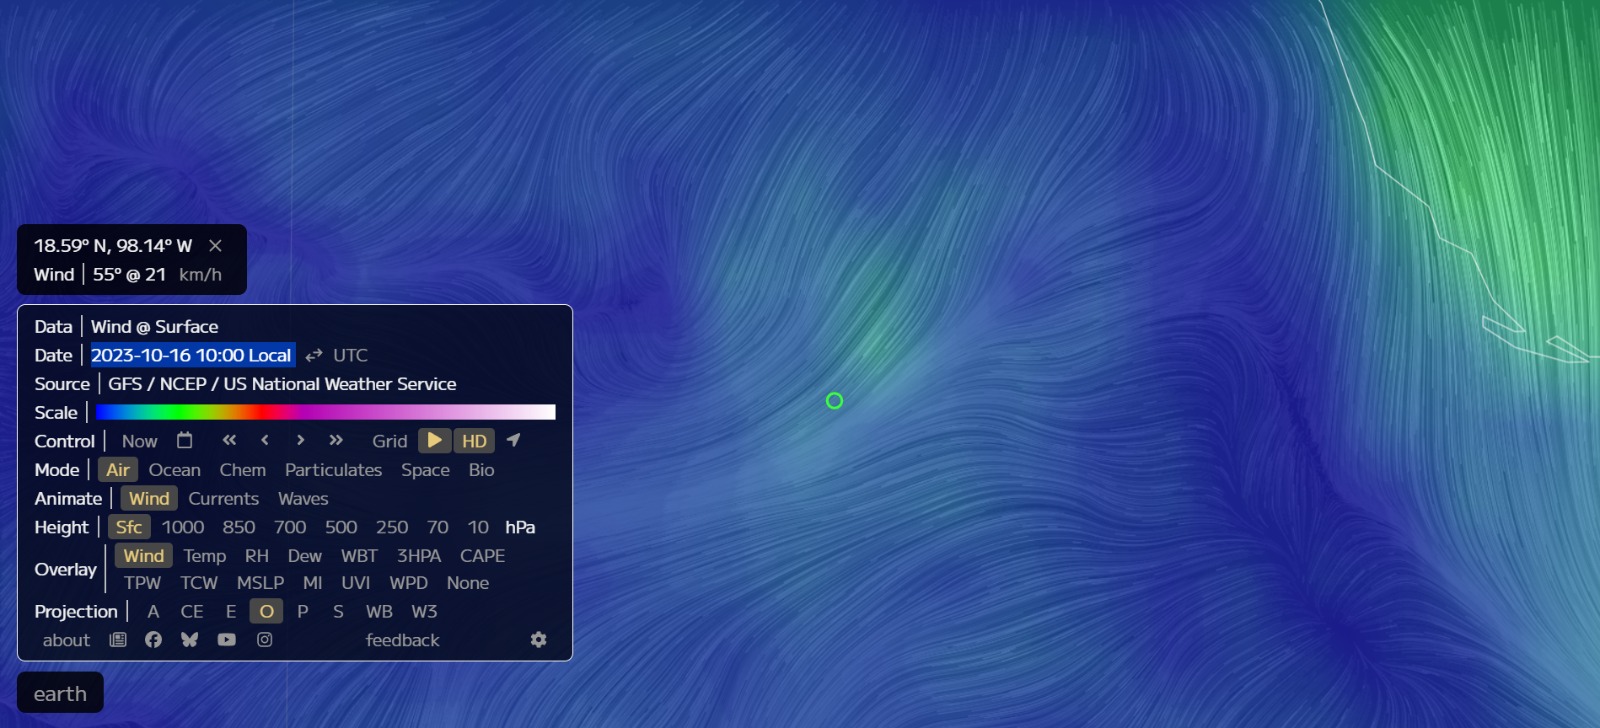 18.59° N, 98.14° W ✕
Wind | 55° @ 21 km/h
Data | Wind @ Surface
Date | 2023-10-16 10:00 Local ⇄ UTC
Source | GFS / NCEP / US National Weather Service
Scale |
Control | Now « ‹ › » Grid HD
Mode | Air Ocean Chem Particulates Space Bio
Animate | Wind Currents Waves
Height | Sfc 1000 850 700 500 250 70 10 hPa
Overlay | Wind Temp RH Dew WBT 3HPA CAPE
TPW TCW MSLP MI UVI WPD None
Projection | A CE E O P S WB W3
about feedback
earth